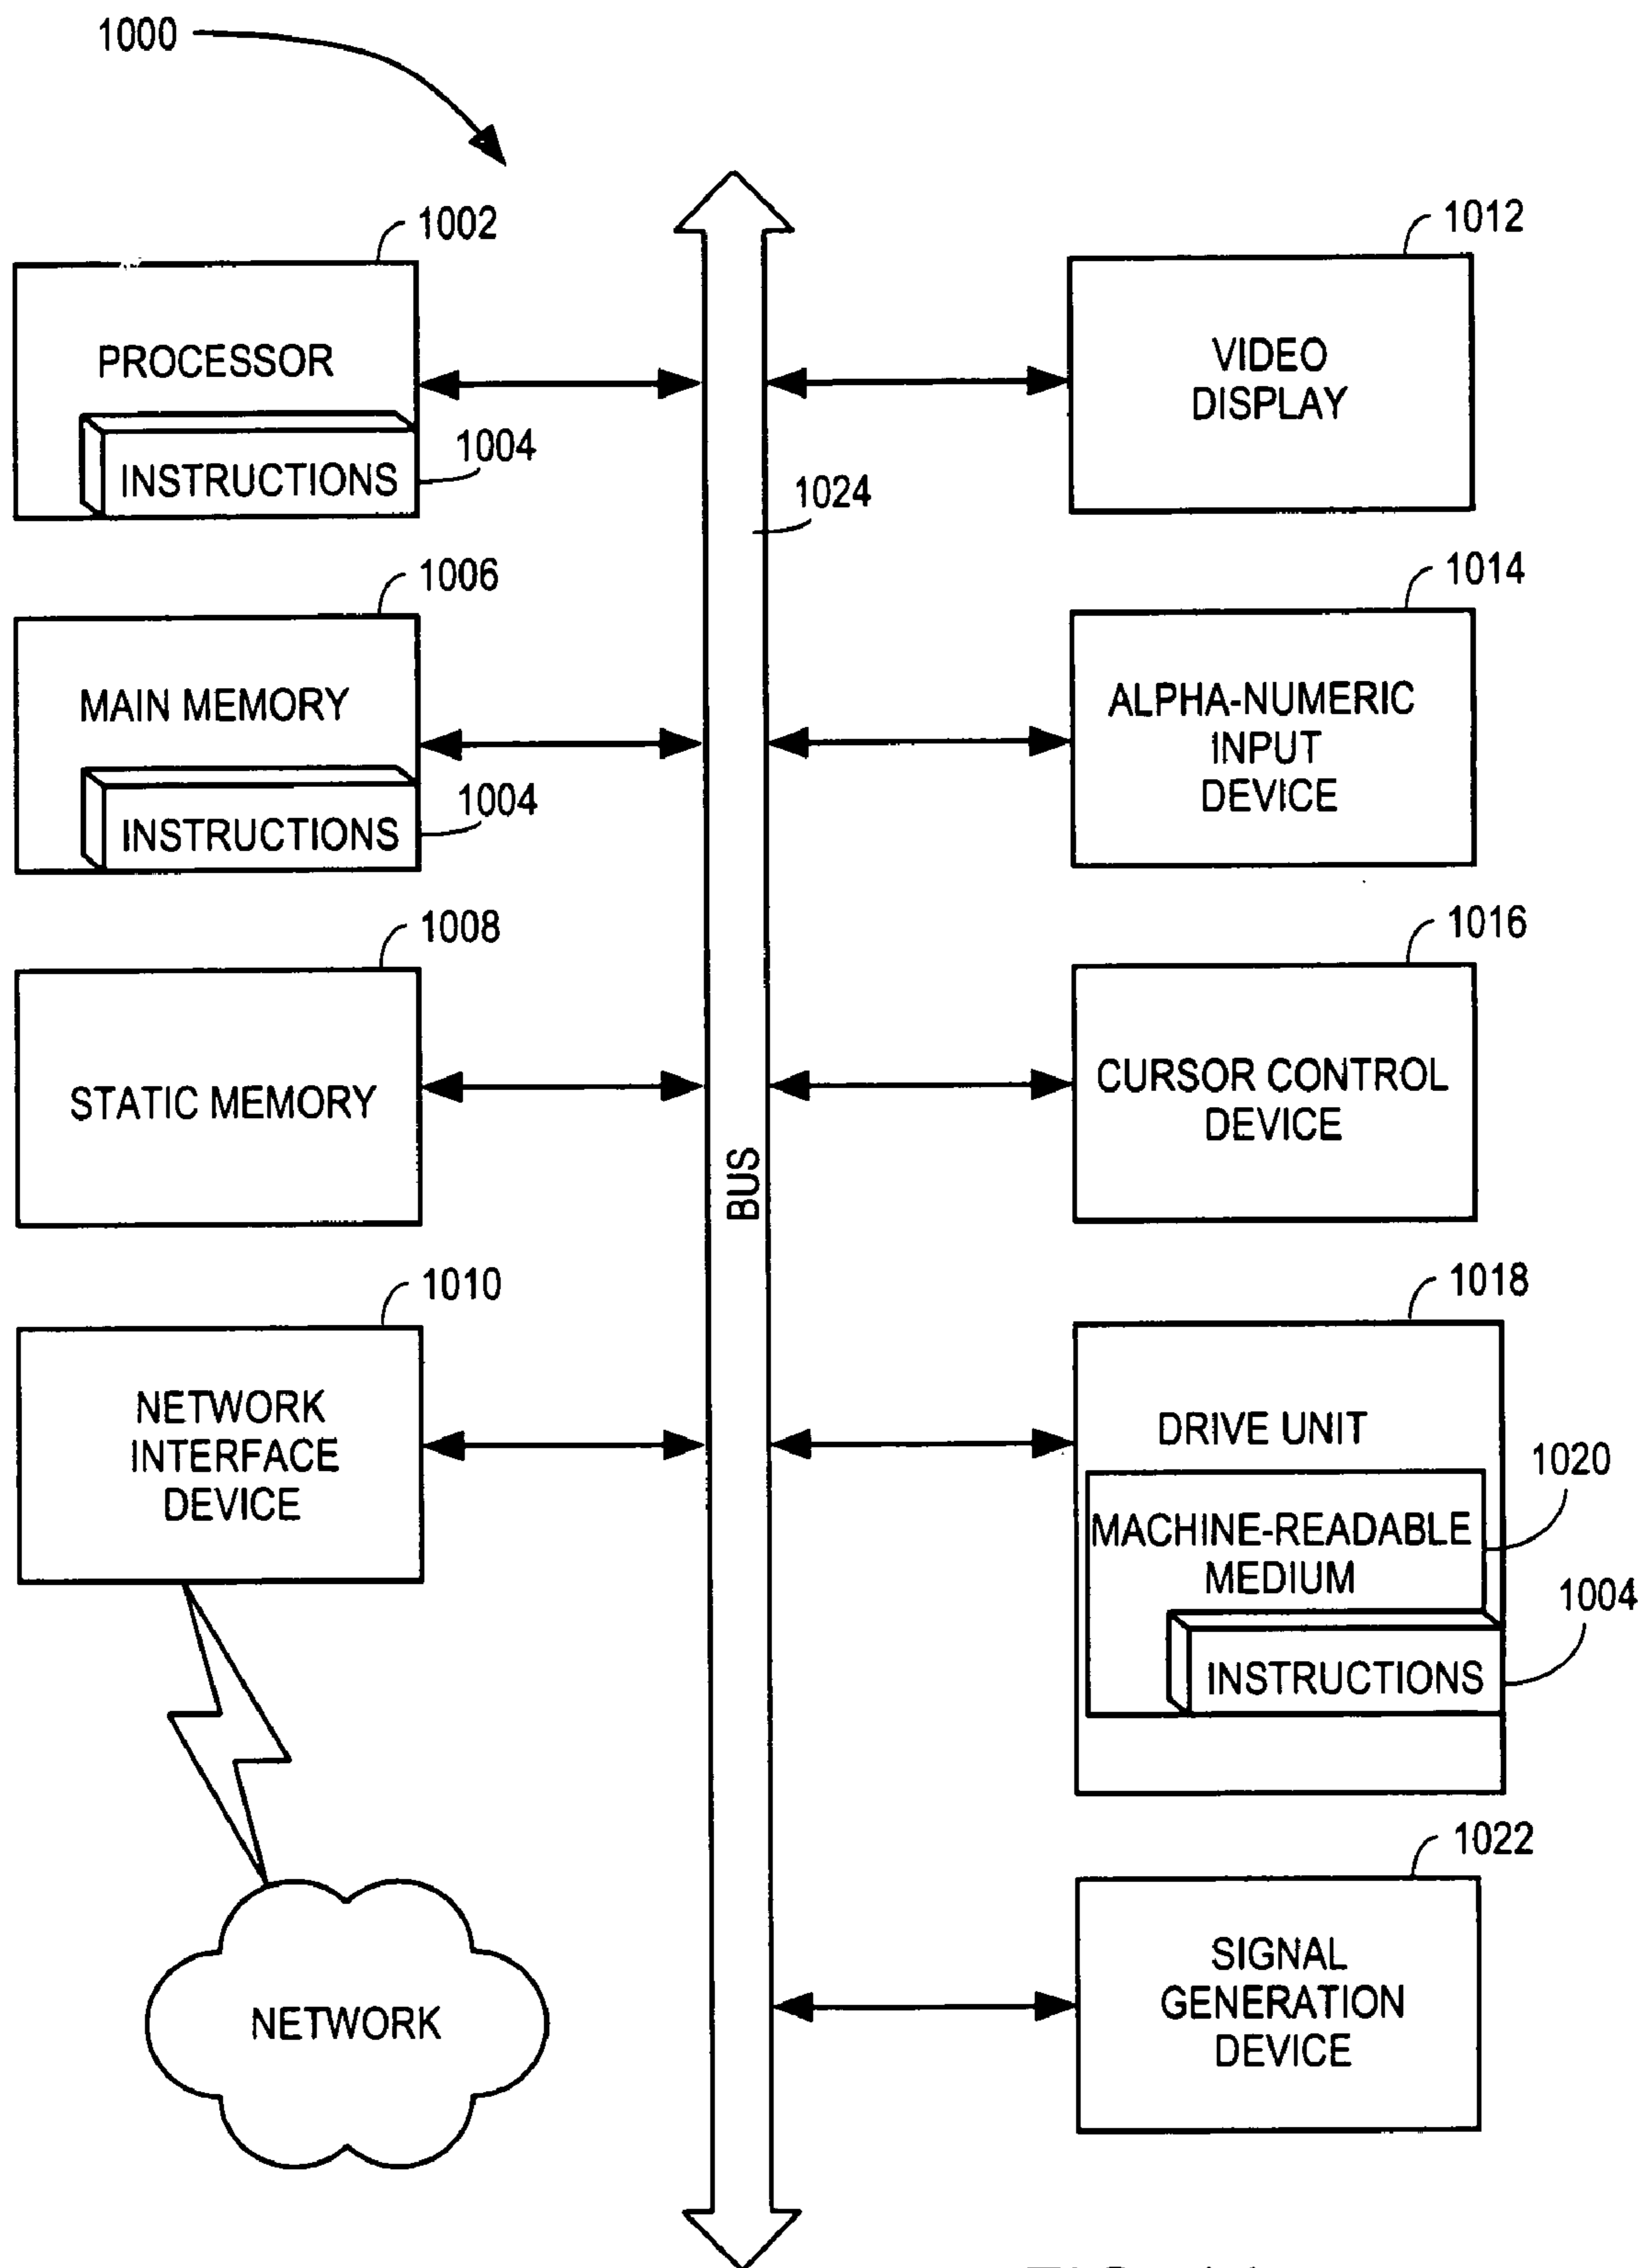 1000
1002
PROCESSOR
INSTRUCTIONS
1004
1006
MAIN MEMORY
INSTRUCTIONS
1004
1008
STATIC MEMORY
1010
NETWORK
INTERFACE
DEVICE
NETWORK
1024
BUS
1012
VIDEO
DISPLAY
1014
ALPHA-NUMERIC
INPUT
DEVICE
1016
CURSOR CONTROL
DEVICE
1018
DRIVE UNIT
1020
MACHINE-READABLE
MEDIUM
1004
INSTRUCTIONS
1022
SIGNAL
GENERATION
DEVICE